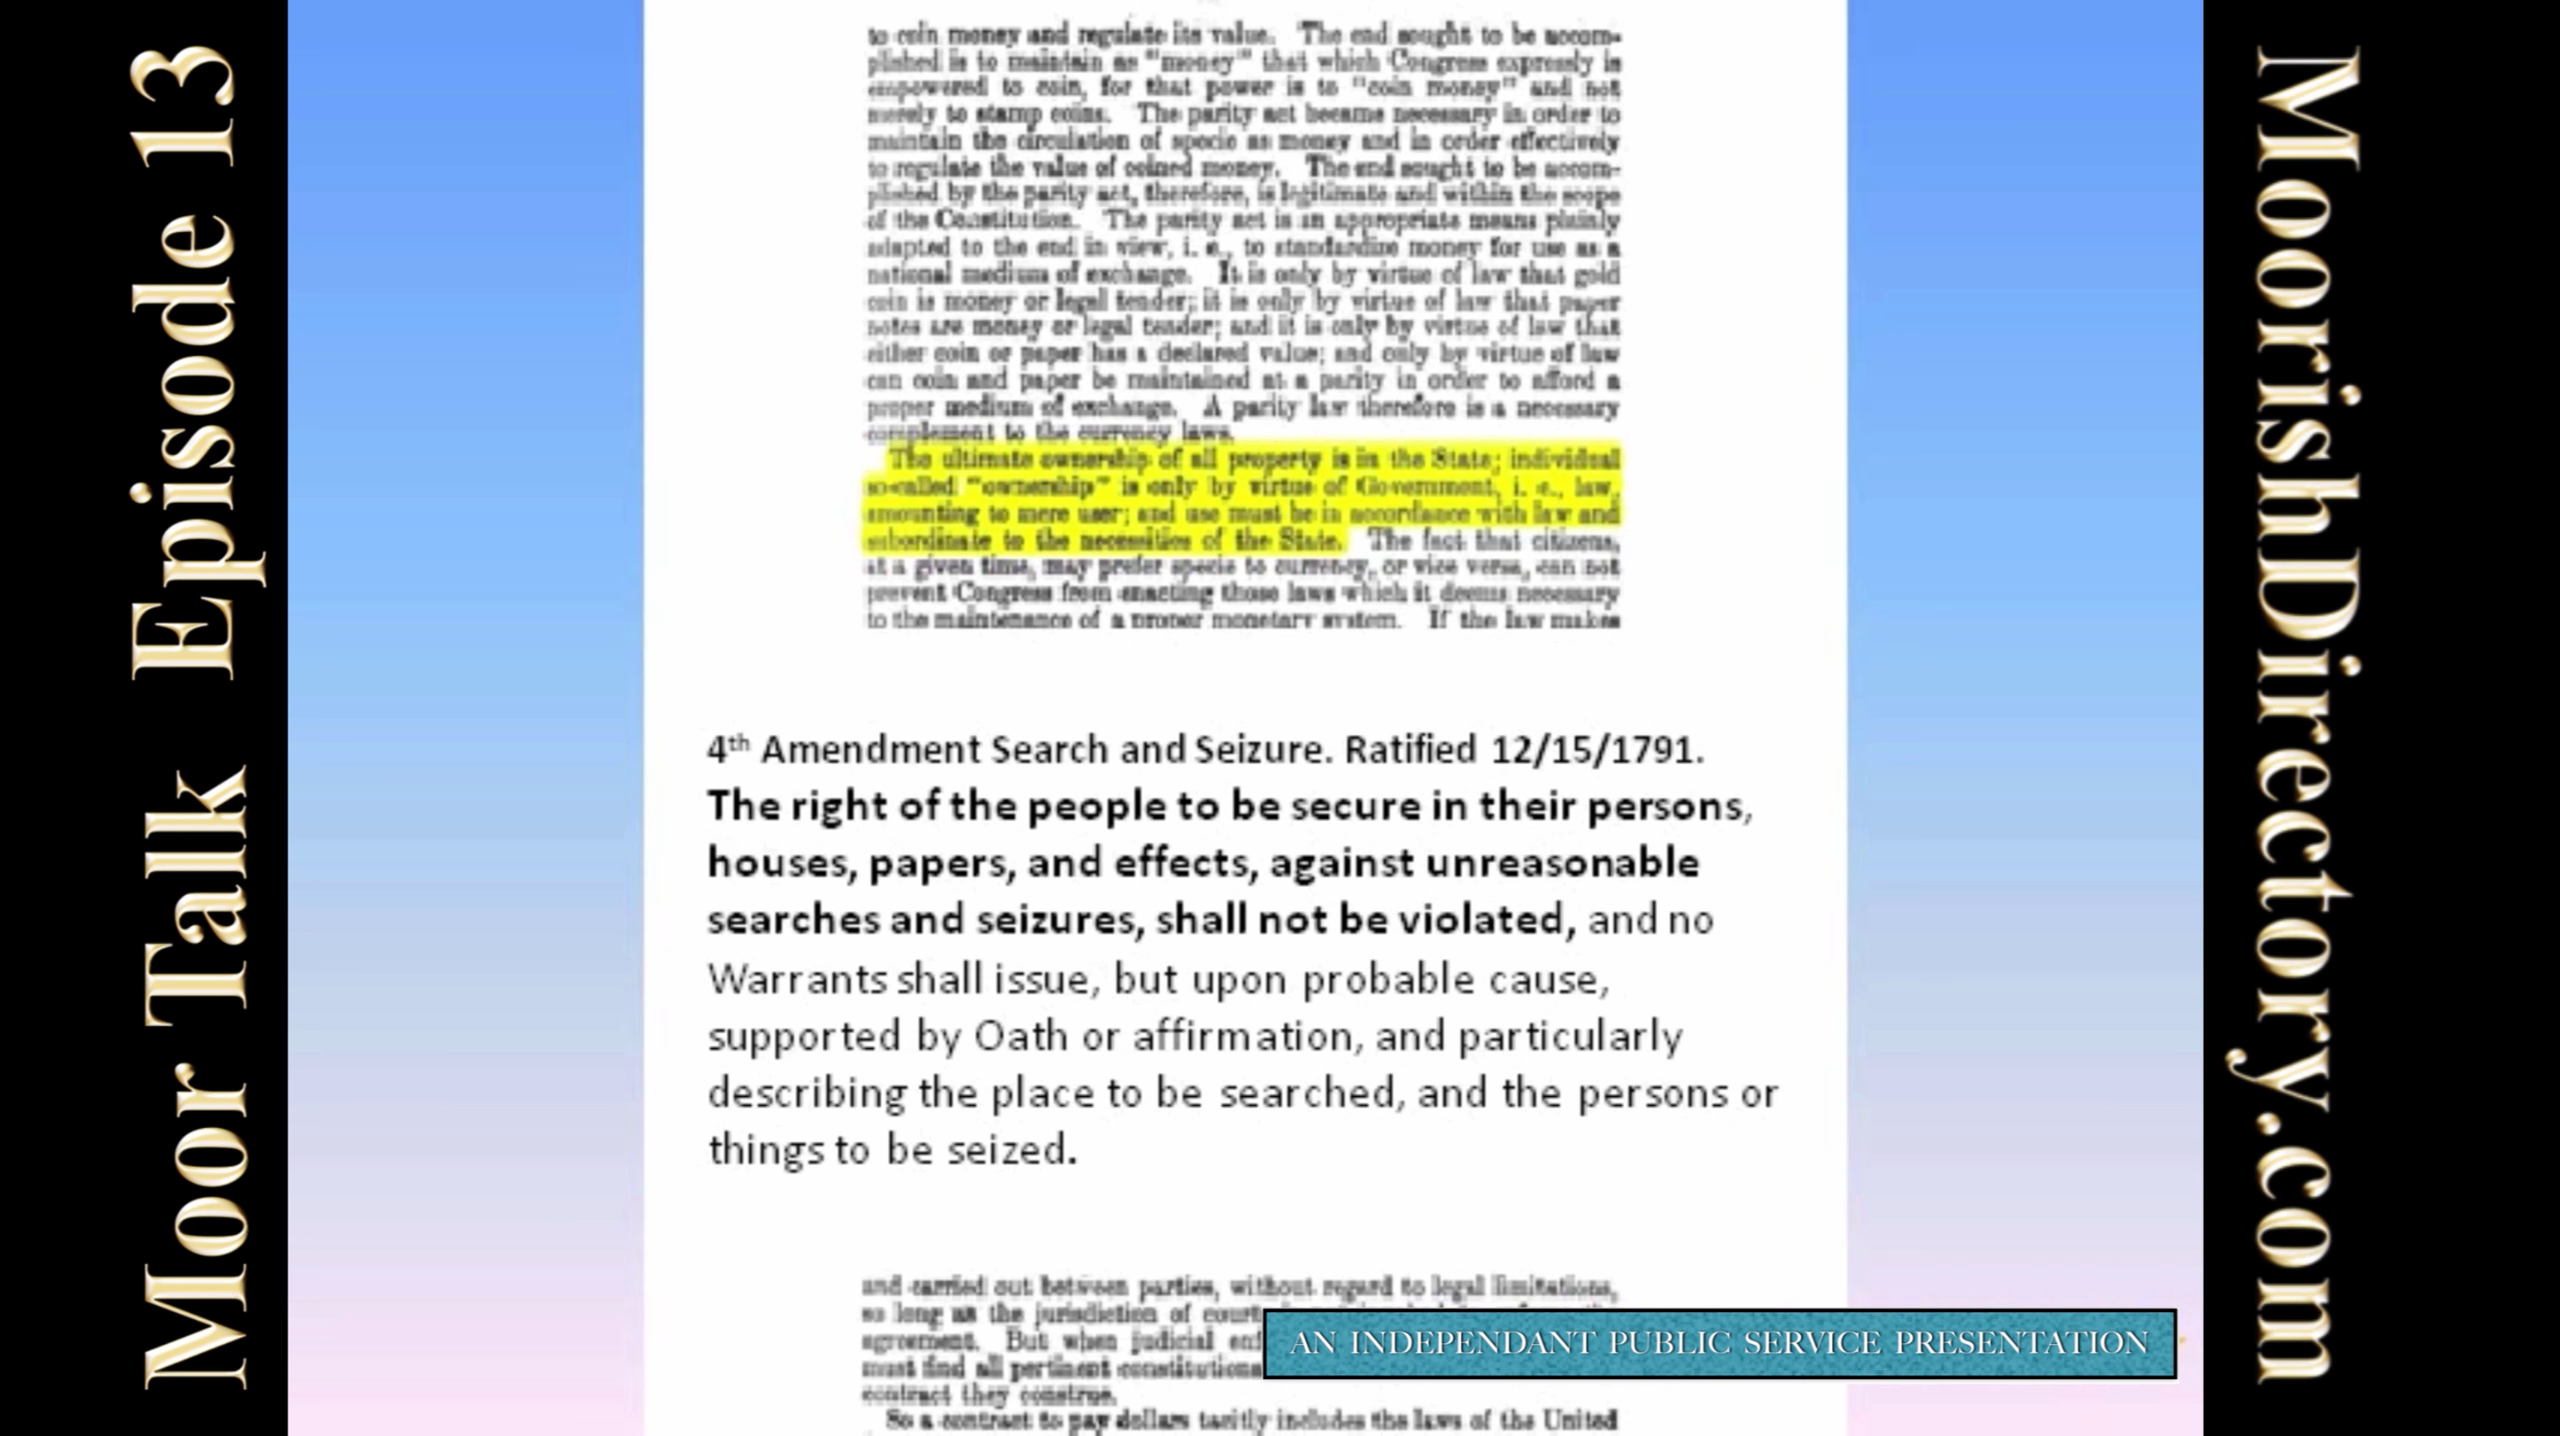 Moor Talk Episode 13
to coin money and regulate its value. The end sought to be accom-
plished is to maintain as "money" that which Congress expressly is
empowered to coin, for that power is to "coin money" and not
merely to stamp coins. The parity act became necessary in order to
maintain the circulation of specie as money and in order effectively
to regulate the value of coined money. The end sought to be accom-
plished by the parity act, therefore, is legitimate and within the scope
of the Constitution. The parity act is an appropriate means plainly
adapted to the end in view, i. e., to standardize money for use as a
national medium of exchange. It is only by virtue of law that gold
coin is money or legal tender; it is only by virtue of law that paper
notes are money or legal tender; and it is only by virtue of law that
either coin or paper has a declared value; and only by virtue of law
can coin and paper be maintained at a parity in order to afford a
proper medium of exchange. A parity law therefore is a necessary
complement to the currency laws.
The ultimate ownership of all property is in the State; individual
so-called "ownership" is only by virtue of Government, i. e., law,
amounting to mere user; and use must be in accordance with law and
subordinate to the necessities of the State. The fact that citizens,
at a given time, may prefer specie to currency, or vice versa, can not
prevent Congress from enacting those laws which it deems necessary
to the maintenance of a proper monetary system. If the law makes
4th Amendment Search and Seizure. Ratified 12/15/1791.
The right of the people to be secure in their persons,
houses, papers, and effects, against unreasonable
searches and seizures, shall not be violated, and no
Warrants shall issue, but upon probable cause,
supported by Oath or affirmation, and particularly
describing the place to be searched, and the persons or
things to be seized.
and carried out between parties, without regard to legal limitations,
so long as the jurisdiction of court
agreement. But when judicial
must find all pertinent constitutiona
contract they construe.
So a contract to pay dollars tacitly includes the laws of the United
AN INDEPENDANT PUBLIC SERVICE PRESENTATION
MoorishDirectory.com